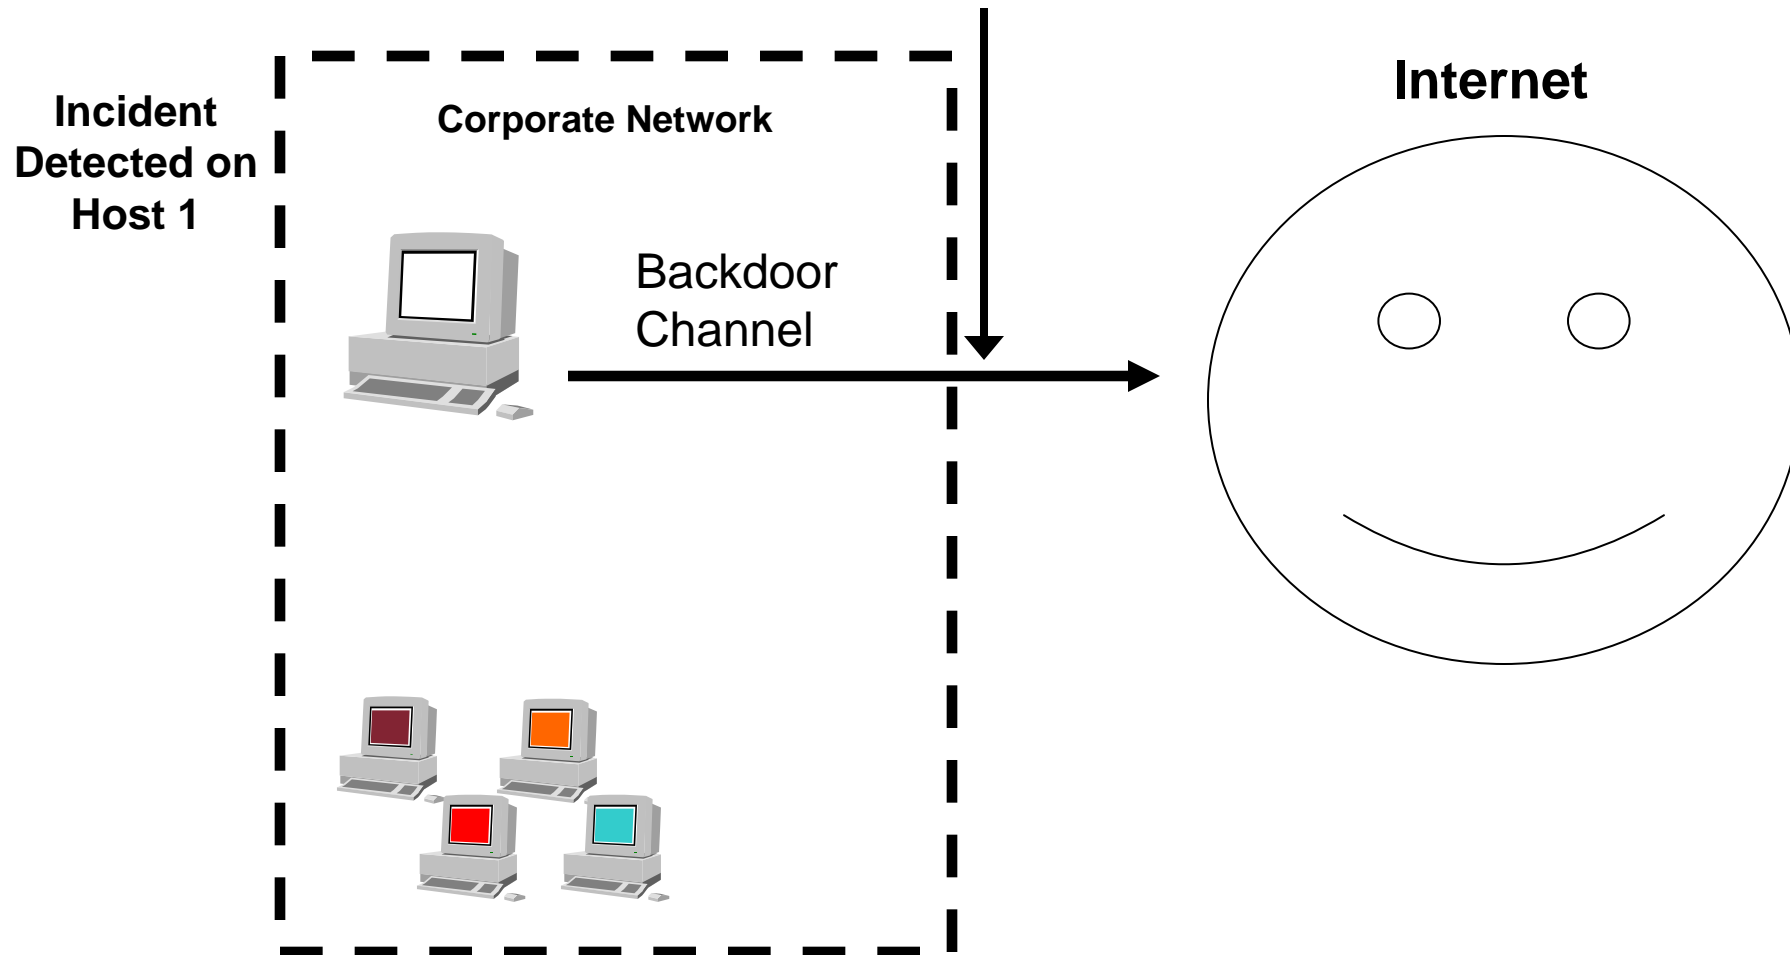 Incident
Detected on
Host 1
Corporate Network
Backdoor
Channel
Internet